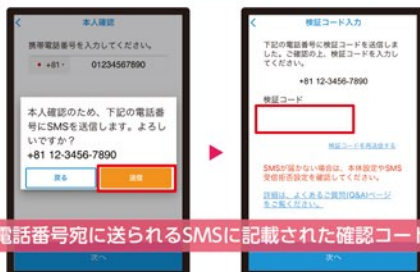 本人確認
携帯電話番号を入力してください。
+81
01234567890
本人確認のため、下記の電話番
号にSMSを送信します。よろし
いですか?
+81 12-3456-7890
戻る
送信
次へ
検証コード入力
下記の電話番号に検証コードを送信しま
した。ご確認の上、検証コードを入力し
てください。
+81 12-3456-7890
検証コード
検証コードを再送信する
SMSが届かない場合は、本体設定やSMS
受信拒否設定を確認してください。
詳細は、よくあるご質問(Q&A)ページ
をご覧ください。
次へ
電話番号宛に送られるSMSに記載された確認コード